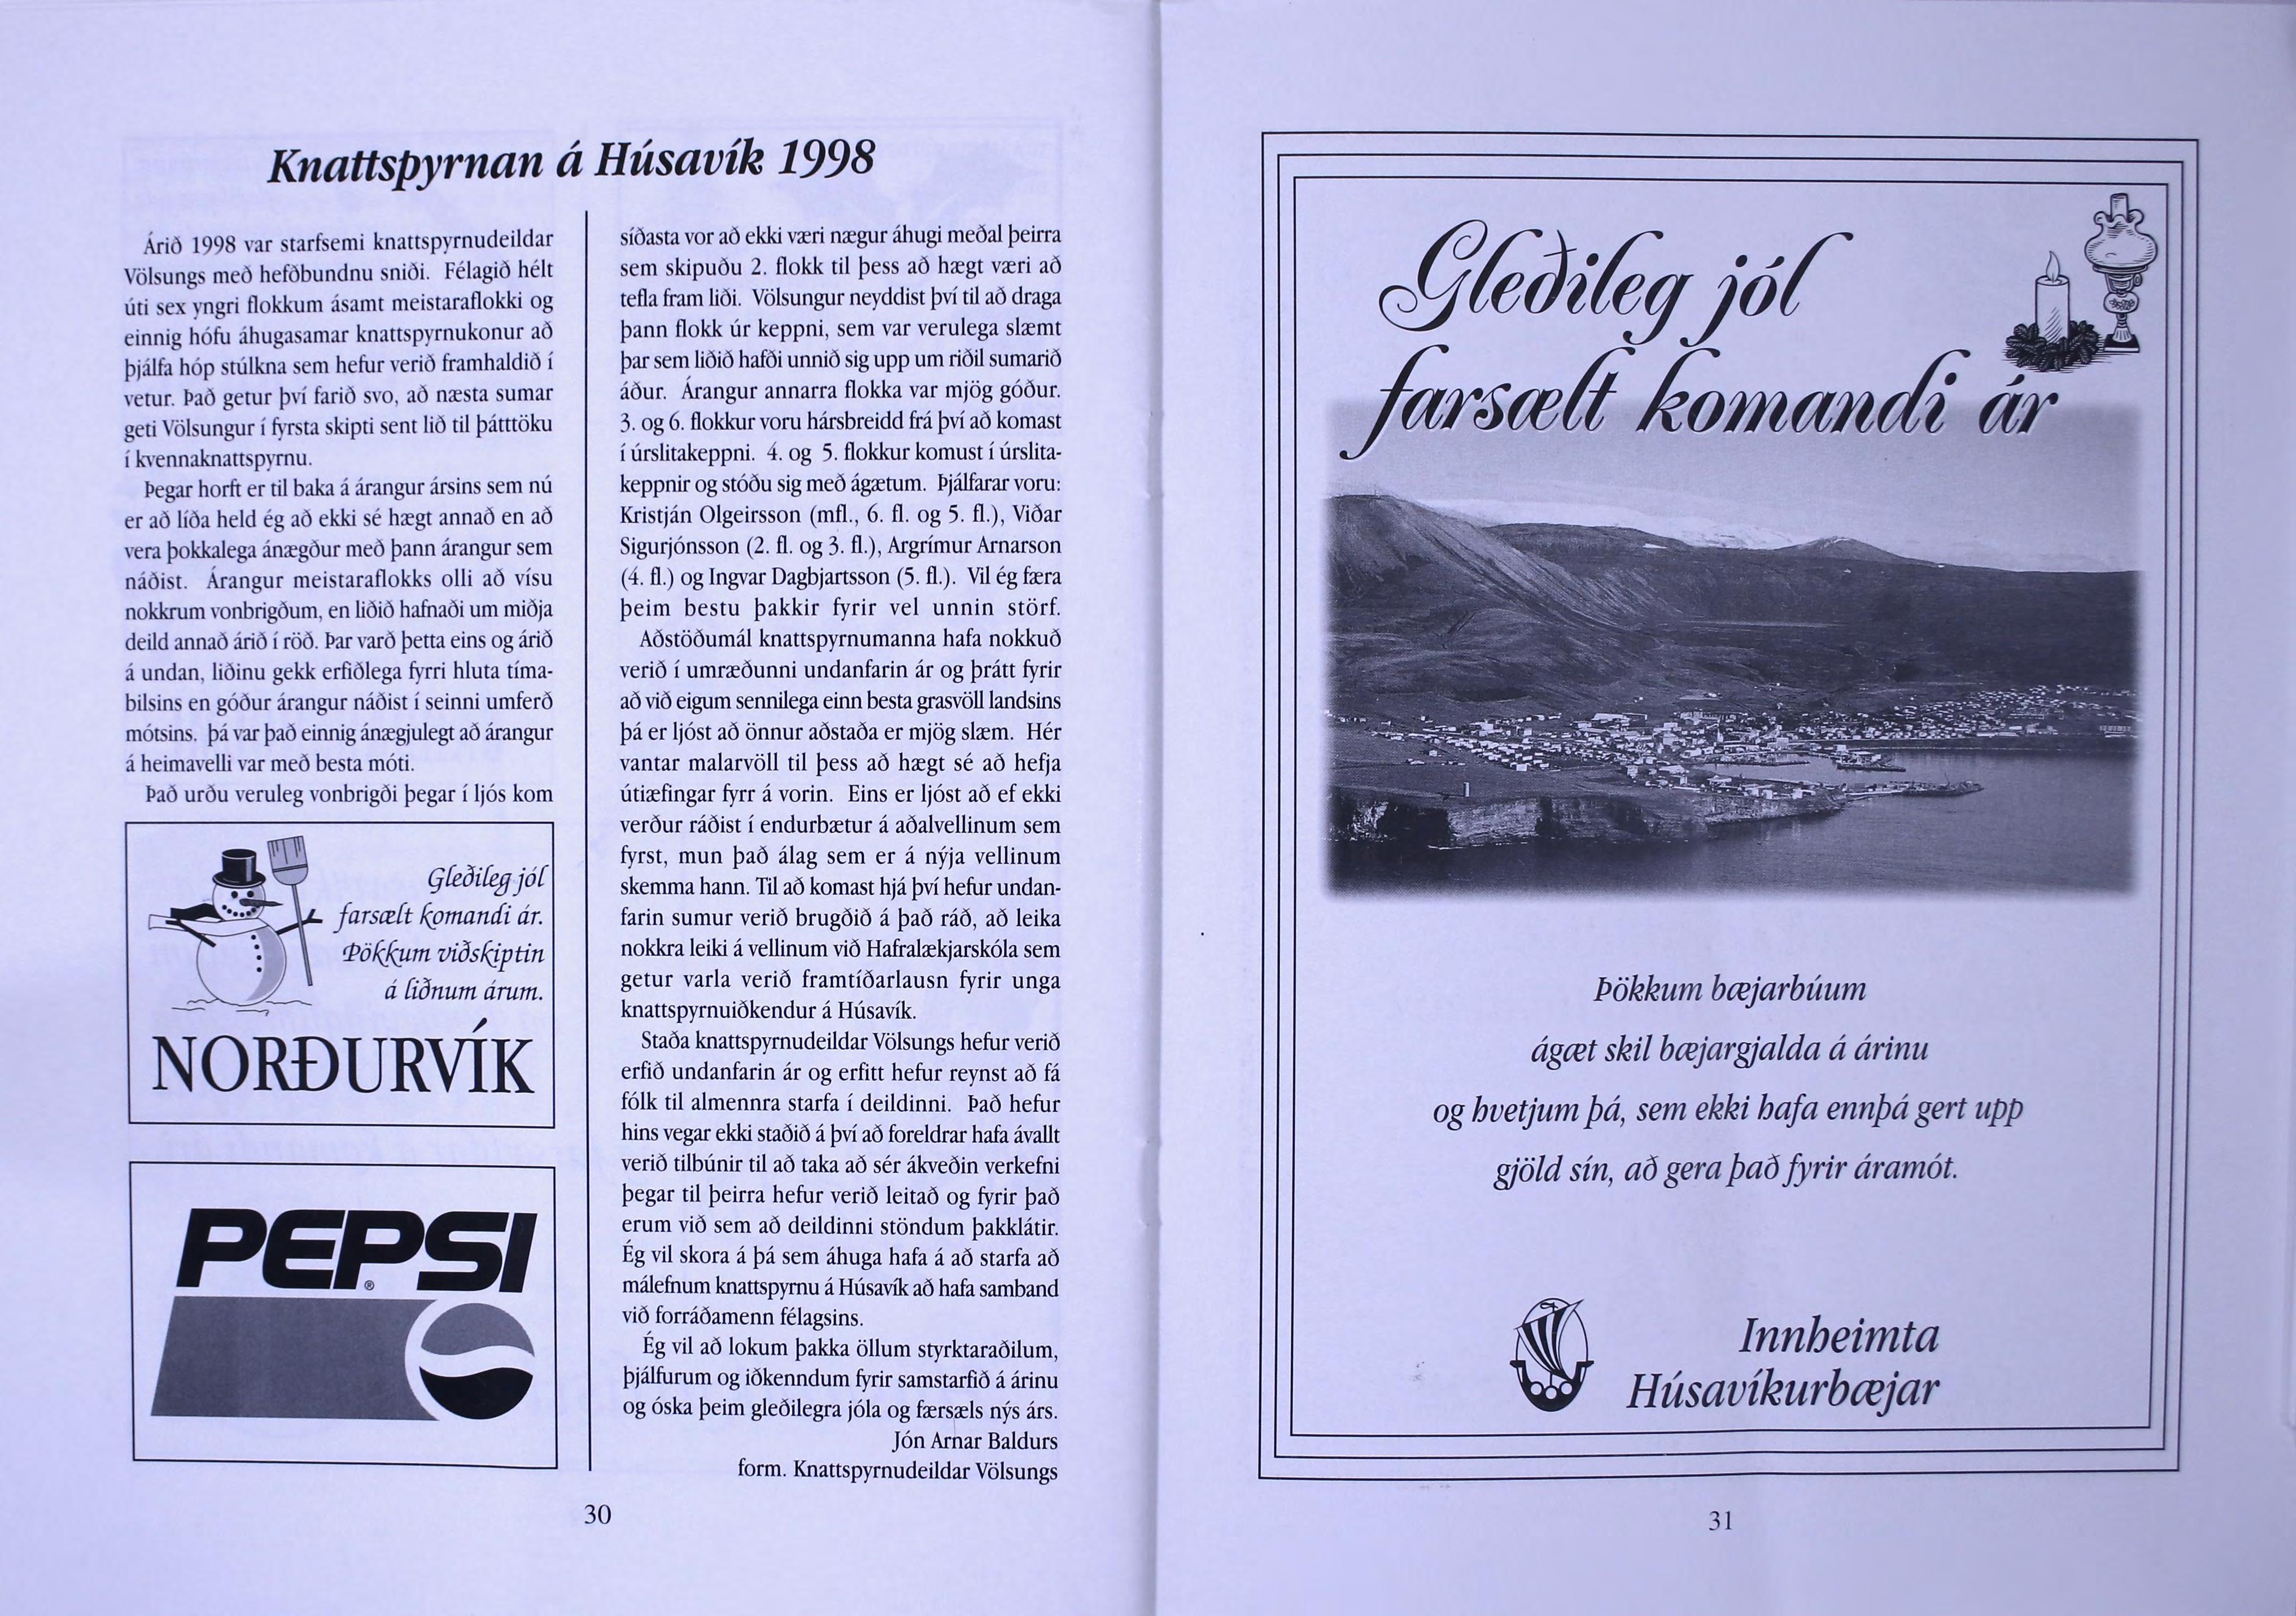 Knattspyrnan á Húsavík 1998
Árið 1998 var starfsemi knattspyrnudeildar
Völsungs með hefðbundnu sniði. Félagið hélt
úti sex yngri flokkum ásamt meistaraflokki og
einnig hófu áhugasamar knattspyrnukonur að
þjálfa hóp stúlkna sem hefur verið framhaldið í
vetur. Það getur því farið svo, að næsta sumar
geti Völsungur í fyrsta skipti sent lið til þátttöku
í kvennaknattspyrnu.
Þegar horft er til baka á árangur ársins sem nú
er að líða held ég að ekki sé hægt annað en að
vera þokkalega ánægður með þann árangur sem
náðist. Árangur meistaraflokks olli að vísu
nokkrum vonbrigðum, en liðið hafnaði um miðja
deild annað árið í röð. Þar varð þetta eins og árið
á undan, liðinu gekk erfiðlega fyrri hluta tíma-
bilsins en góður árangur náðist í seinni umferð
mótsins. þá var það einnig ánægjulegt að árangur
á heimavelli var með besta móti.
Það urðu veruleg vonbrigði þegar í ljós kom
Gleðileg jól
farsælt komandi ár.
Þökkum viðskiptin
á liðnum árum.
NORÐURVÍK
PEPSI
®
síðasta vor að ekki væri nægur áhugi meðal þeirra
sem skipuðu 2. flokk til þess að hægt væri að
tefla fram liði. Völsungur neyddist því til að draga
þann flokk úr keppni, sem var verulega slæmt
þar sem liðið hafði unnið sig upp um riðil sumarið
áður. Árangur annarra flokka var mjög góður.
3. og 6. flokkur voru hársbreidd frá því að komast
í úrslitakeppni. 4. og 5. flokkur komust í úrslita-
keppnir og stóðu sig með ágætum. Þjálfarar voru:
Kristján Olgeirsson (mfl., 6. fl. og 5. fl.), Viðar
Sigurjónsson (2. fl. og 3. fl.), Argrímur Arnarson
(4. fl.) og Ingvar Dagbjartsson (5. fl.). Vil ég færa
þeim bestu þakkir fyrir vel unnin störf.
Aðstöðumál knattspyrnumanna hafa nokkuð
verið í umræðunni undanfarin ár og þrátt fyrir
að við eigum sennilega einn besta grasvöll landsins
þá er ljóst að önnur aðstaða er mjög slæm. Hér
vantar malarvöll til þess að hægt sé að hefja
útiæfingar fyrr á vorin. Eins er ljóst að ef ekki
verður ráðist í endurbætur á aðalvellinum sem
fyrst, mun það álag sem er á nýja vellinum
skemma hann. Til að komast hjá því hefur undan-
farin sumur verið brugðið á það ráð, að leika
nokkra leiki á vellinum við Hafralækjarskóla sem
getur varla verið framtíðarlausn fyrir unga
knattspyrnuiðkendur á Húsavík.
Staða knattspyrnudeildar Völsungs hefur verið
erfið undanfarin ár og erfitt hefur reynst að fá
fólk til almennra starfa í deildinni. Það hefur
hins vegar ekki staðið á því að foreldrar hafa ávallt
verið tilbúnir til að taka að sér ákveðin verkefni
þegar til þeirra hefur verið leitað og fyrir það
erum við sem að deildinni stöndum þakklátir.
Ég vil skora á þá sem áhuga hafa á að starfa að
málefnum knattspyrnu á Húsavík að hafa samband
við forráðamenn félagsins.
Ég vil að lokum þakka öllum styrktaraðilum,
þjálfurum og iðkenndum fyrir samstarfið á árinu
og óska þeim gleðilegra jóla og færsæls nýs árs.
Jón Arnar Baldurs
form. Knattspyrnudeildar Völsungs
30
Gleðileg jól
farsælt komandi ár
Þökkum bæjarbúum
ágæt skil bæjargjalda á árinu
og hvetjum þá, sem ekki hafa ennþá gert upp
gjöld sín, að gera það fyrir áramót.
Innheimta
Húsavíkurbæjar
31